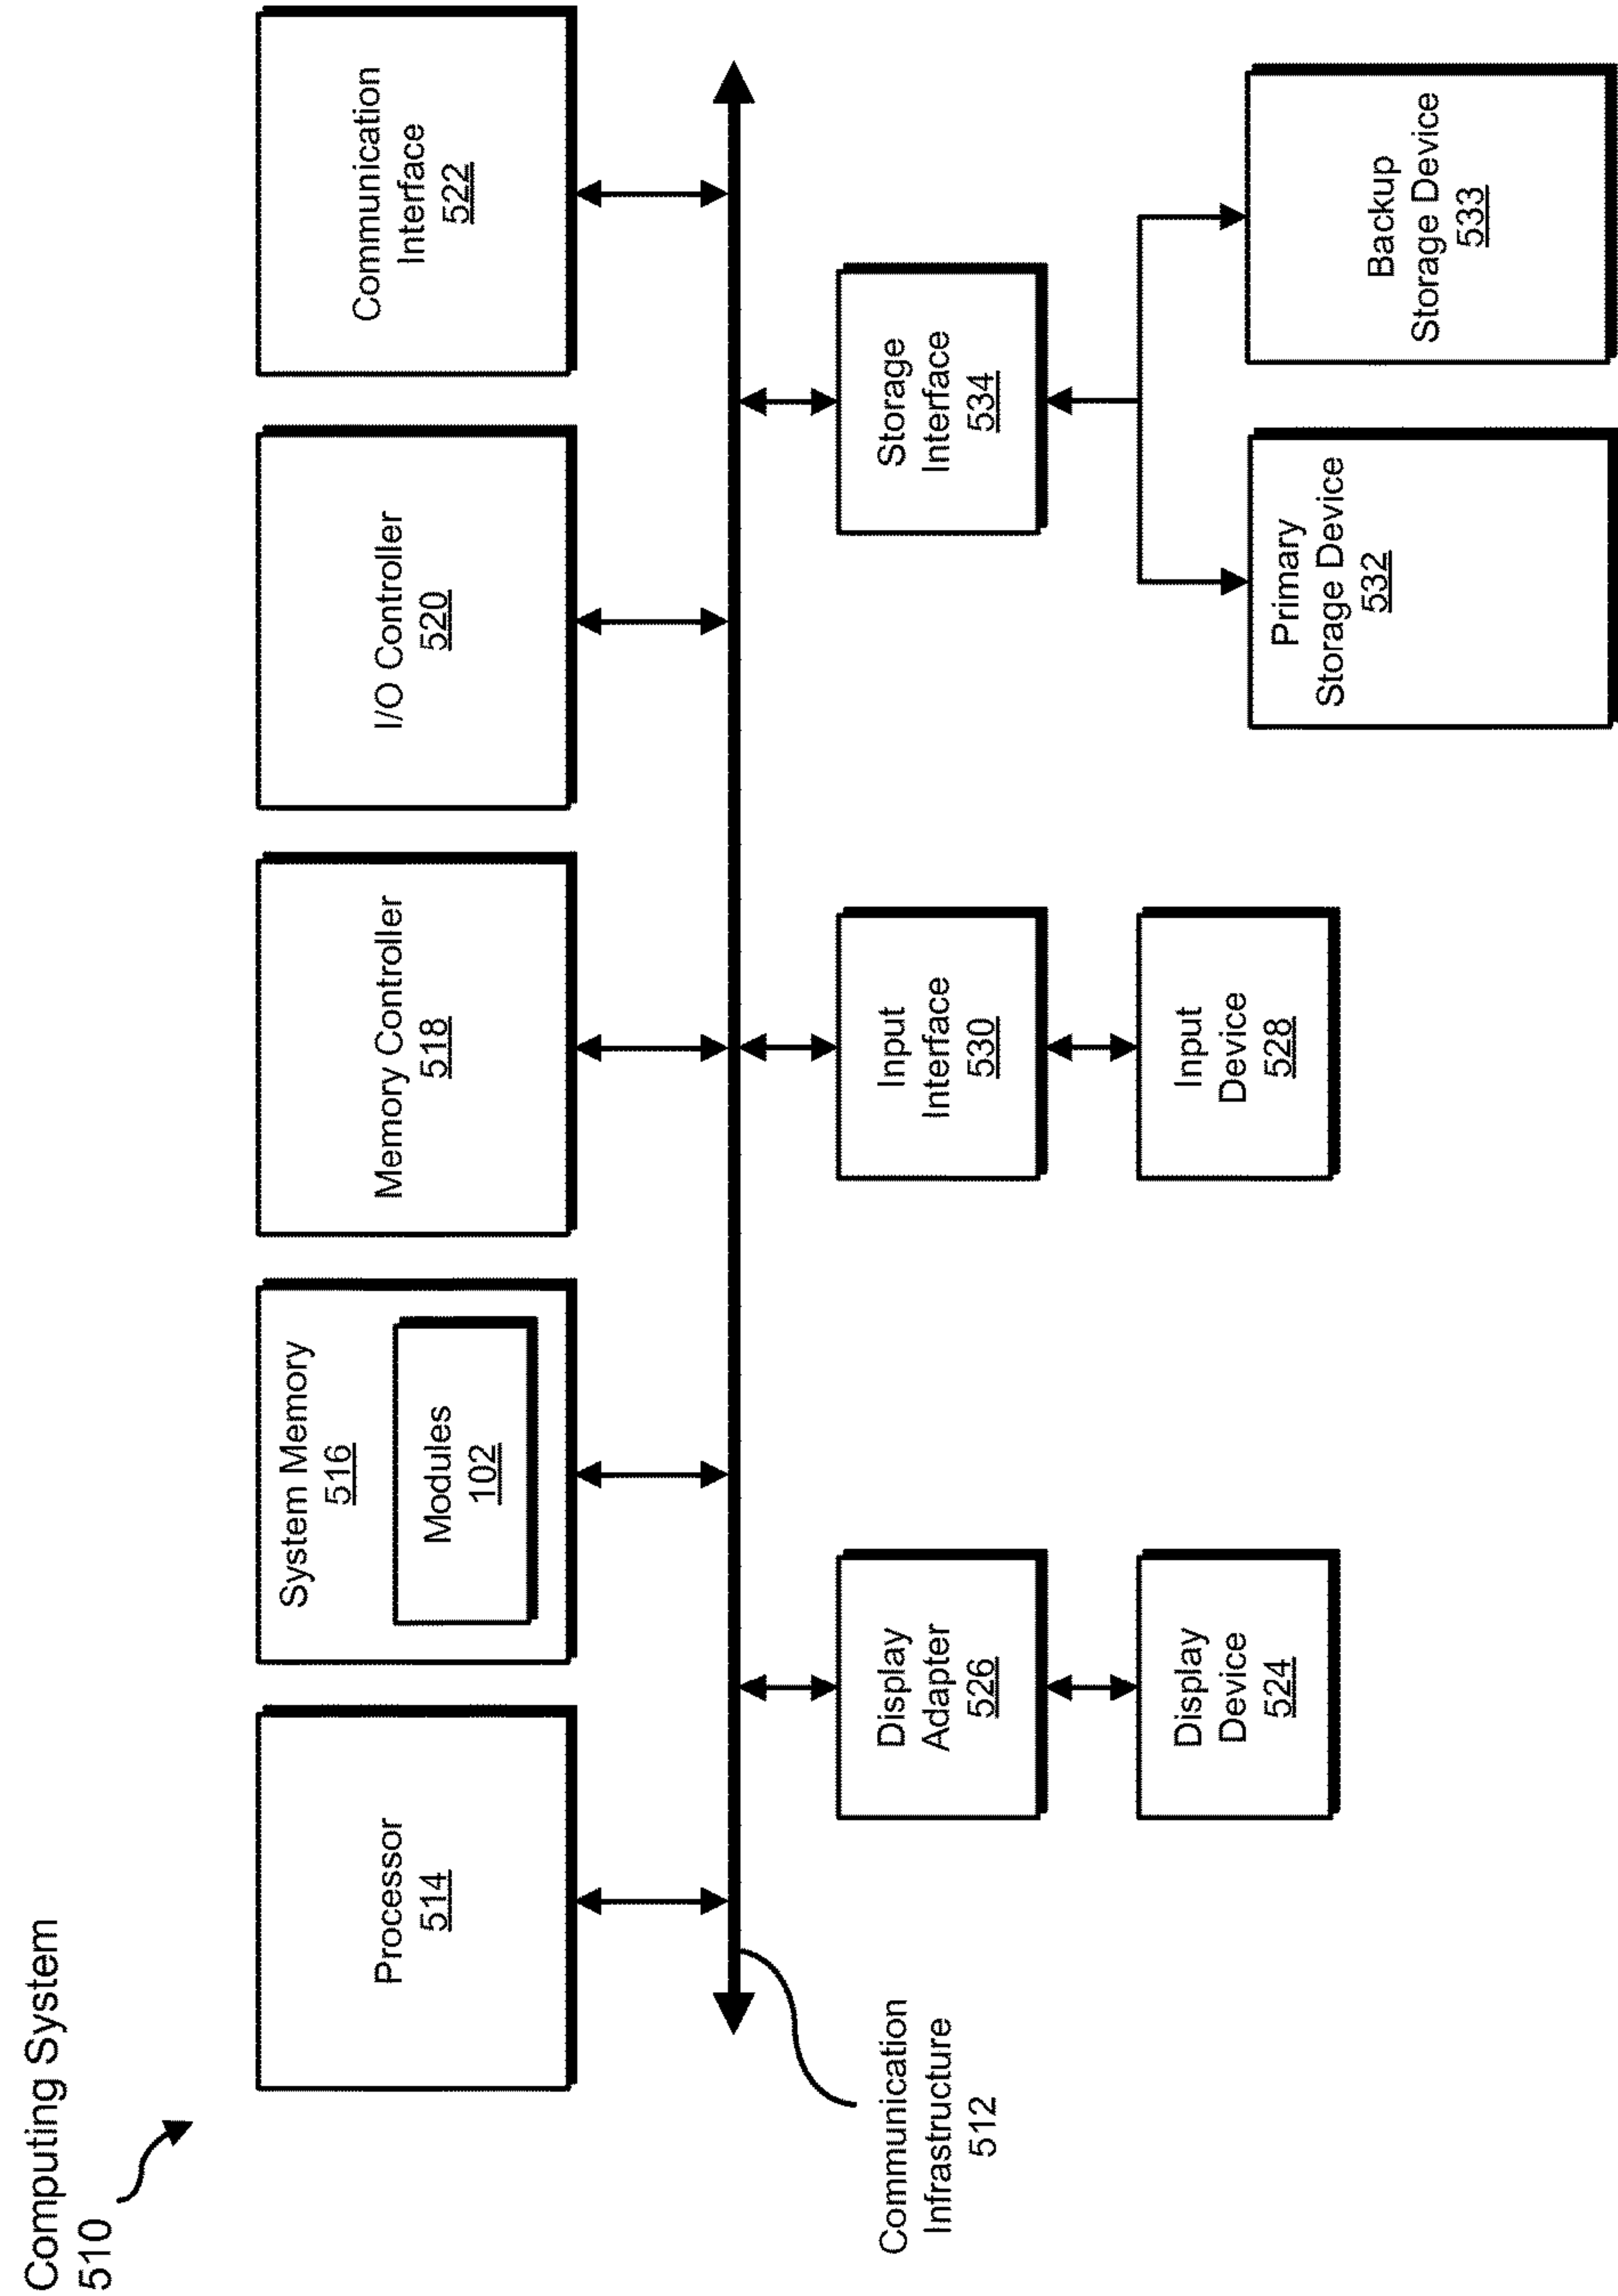 Computing System
510
Processor
514
System Memory
516
Modules
102
Memory Controller
518
I/O Controller
520
Communication
Interface
522
Communication
Infrastructure
512
Display
Adapter
526
Input
Interface
530
Storage
Interface
534
Display
Device
524
Input
Device
528
Primary
Storage Device
532
Backup
Storage Device
533